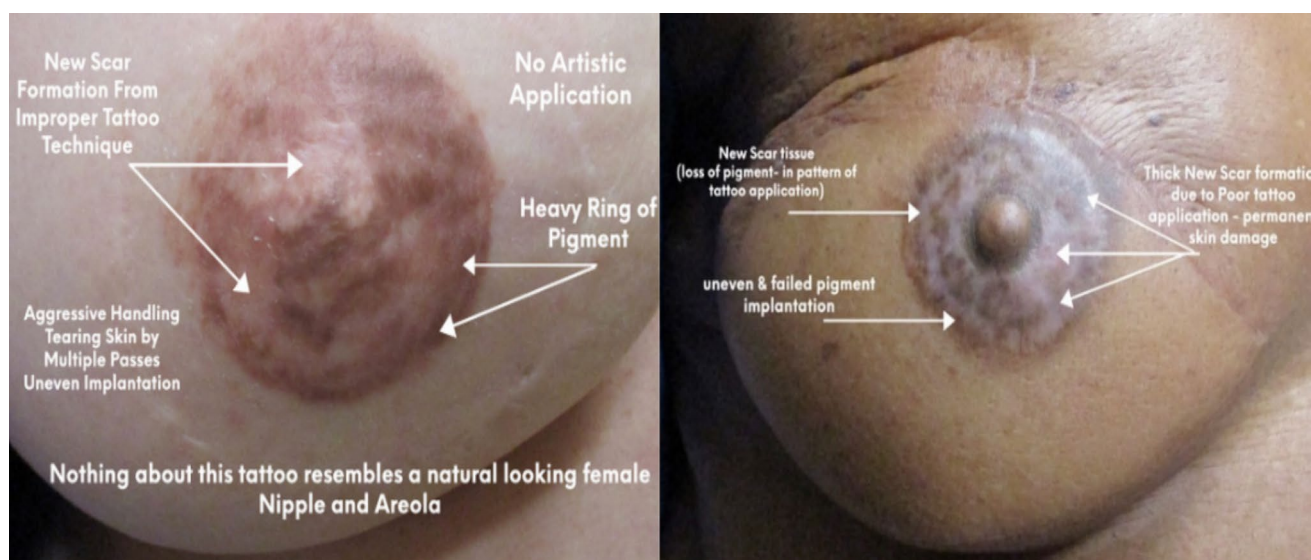 New Scar
Formation From
Improper Tattoo
Technique
No Artistic
Application
Heavy Ring of
Pigment
Aggressive Handling
Tearing Skin by
Multiple Passes
Uneven Implantation
Nothing about this tattoo resembles a natural looking female
Nipple and Areola
New Scar tissue
(loss of pigment- in pattern of
tattoo application)
uneven & failed pigment
implantation
Thick New Scar formatio
due to Poor tattoo
application - permanen
skin damage